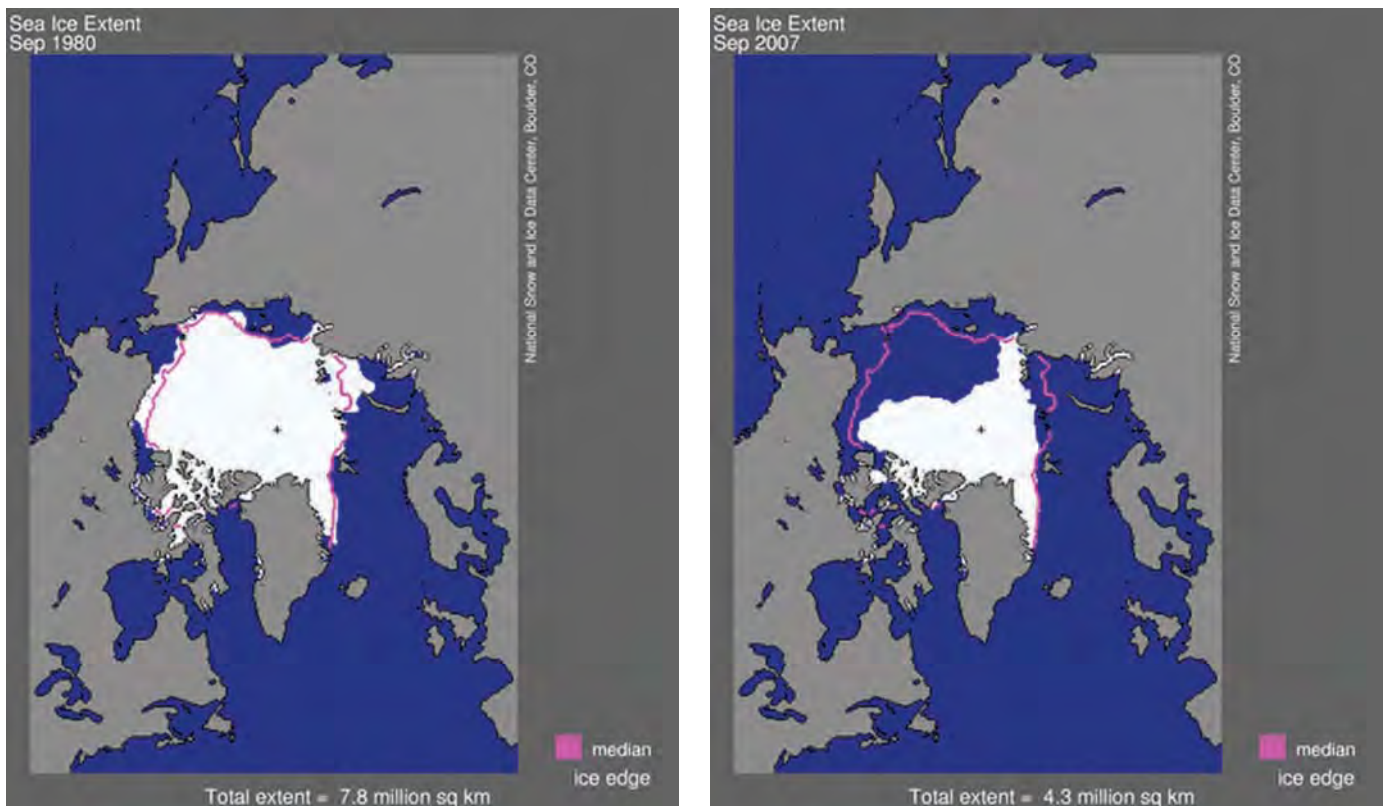 Sea Ice Extent
Sep 1980
National Snow and Ice Data Center, Boulder, CO
median
ice edge
Total extent = 7.8 million sq km
Sea Ice Extent
Sep 2007
National Snow and Ice Data Center, Boulder, CO
median
ice edge
Total extent = 4.3 million sq km